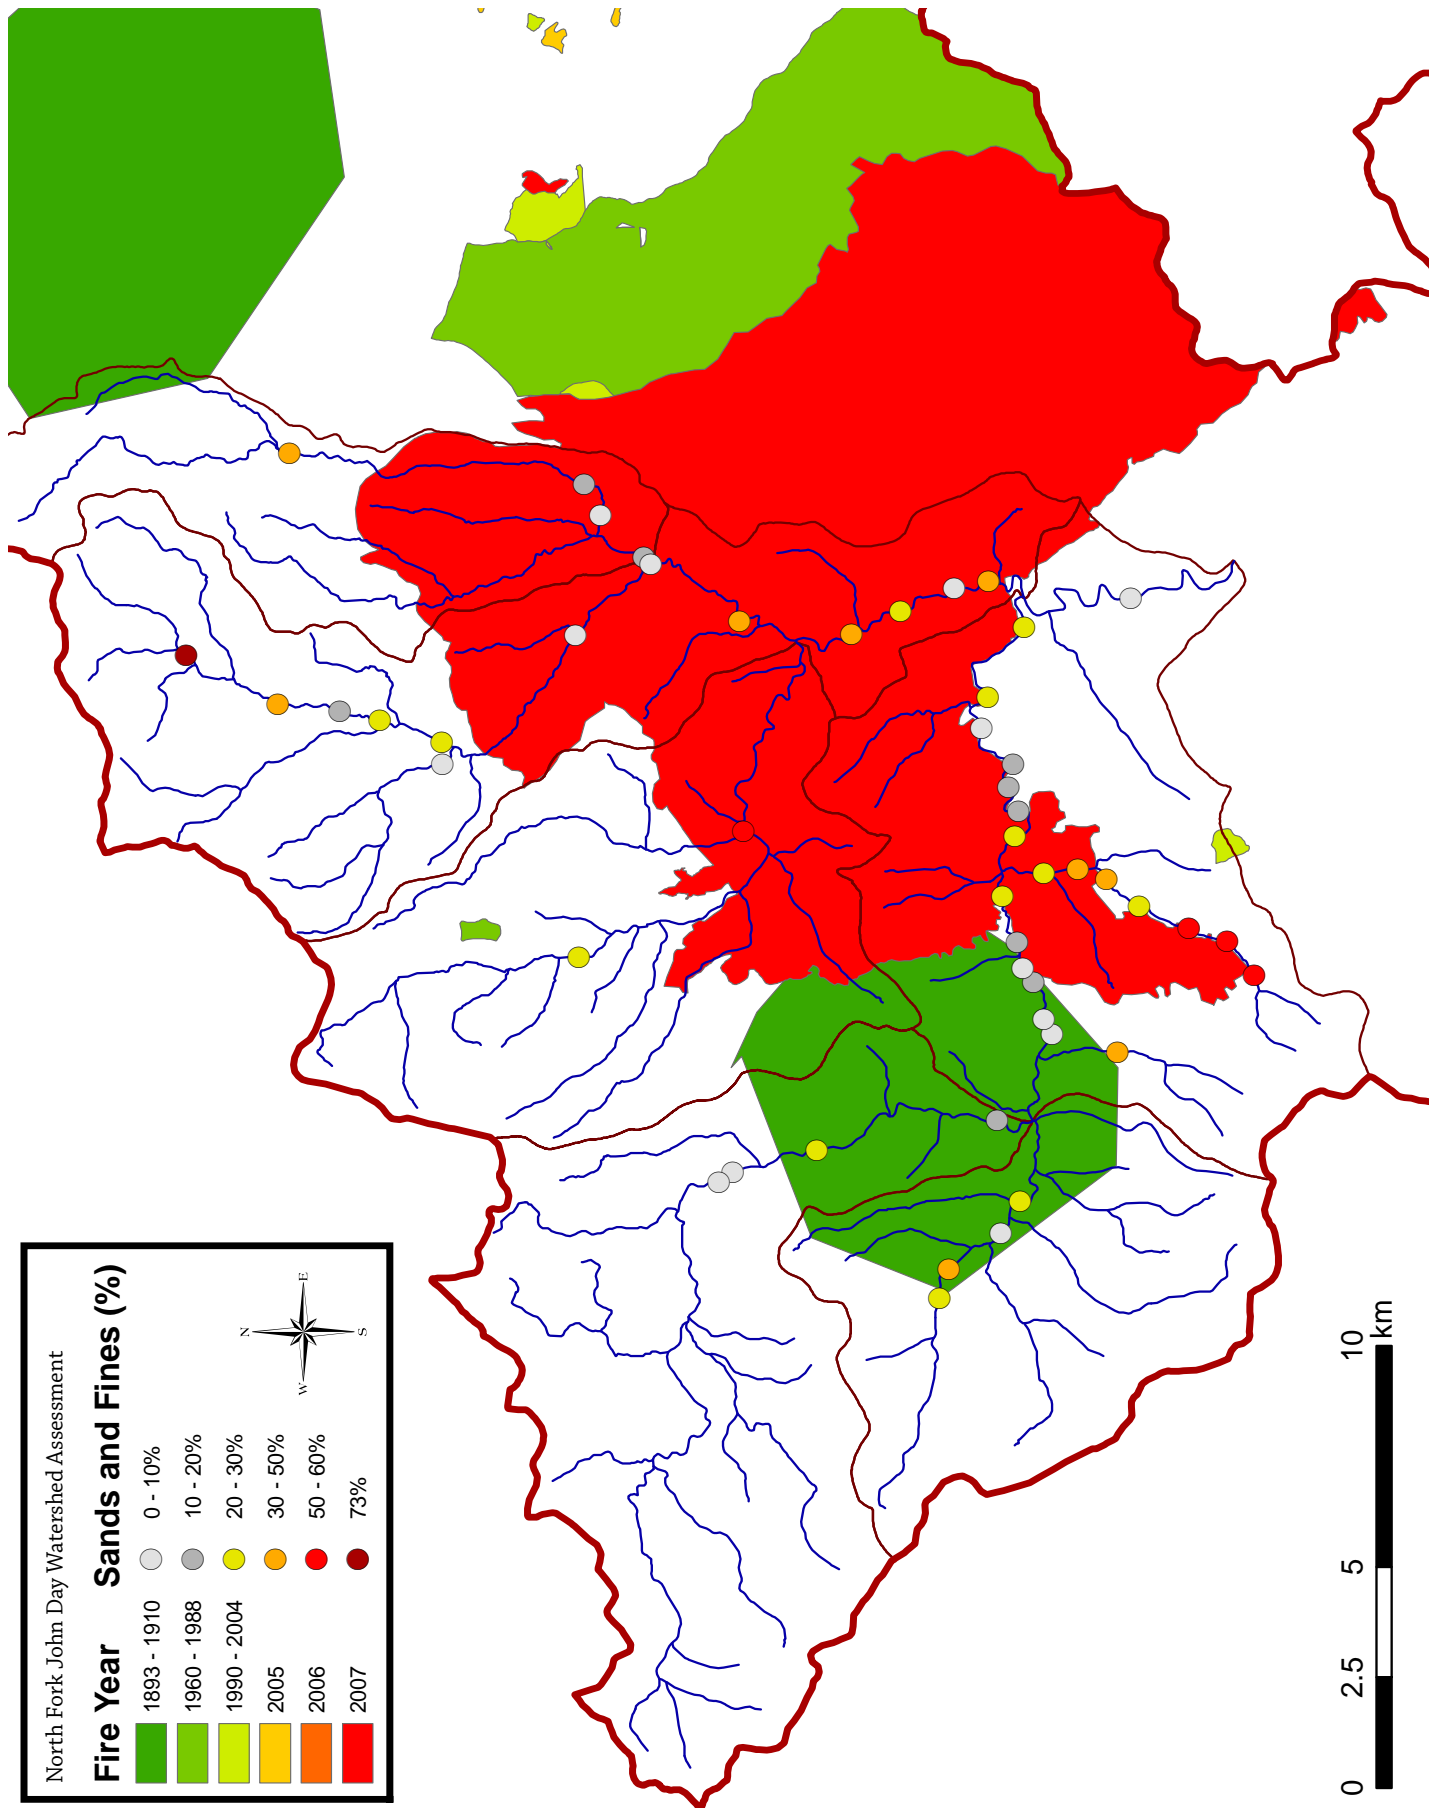 North Fork John Day Watershed Assessment
Fire Year Sands and Fines (%)
1893 - 1910 0 - 10%
1960 - 1988 10 - 20%
1990 - 2004 20 - 30%
2005 30 - 50%
2006 50 - 60%
2007 73%
N
W E
S
0 2.5 5 10
km